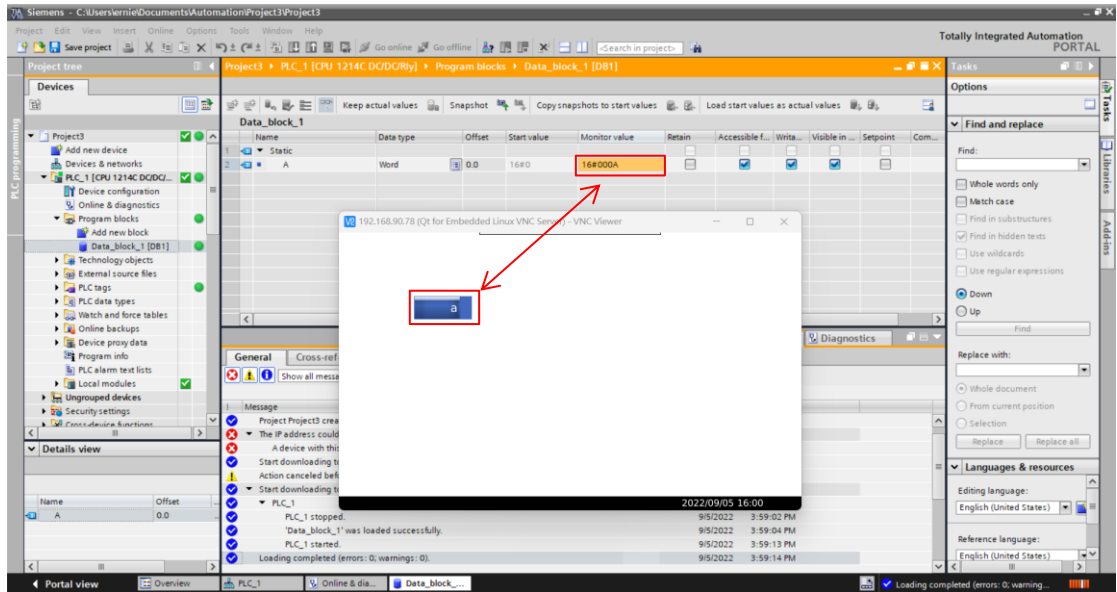 Siemens - C:\Users\ernie\Documents\Automation\Project3\Project3
Project Edit View Insert Online Options Tools Window Help
Save project Go online Go offline <Search in project>
Totally Integrated Automation
PORTAL
Project tree
Project3 PLC_1 [CPU 1214C DC/DC/Rly] Program blocks Data_block_1 [DB1]
Tasks
Devices
Options
Keep actual values Snapshot Copy snapshots to start values Load start values as actual values
Data_block_1
Name Data type Offset Start value Monitor value Retain Accessible f... Writa... Visible in ... Setpoint Com...
1 Static
2 A Word 0.0 16#0 16#000A
PLC programming
Project3
Add new device
Devices & networks
PLC_1 [CPU 1214C DC/DC/...
Device configuration
Online & diagnostics
Program blocks
Add new block
Data_block_1 [DB1]
Technology objects
External source files
PLC tags
PLC data types
Watch and force tables
Online backups
Device proxy data
Program info
PLC alarm text lists
Local modules
Ungrouped devices
Security settings
Cross-device functions
Details view
Name Offset
A 0.0
192.168.90.78 (Qt for Embedded Linux VNC Server) - VNC Viewer
a
2022/09/05 16:00
Diagnostics
General Cross-ref
Show all messa
! Message
Project Project3 crea
The IP address could
A device with this
Start downloading to
Action canceled bef
Start downloading to
PLC_1
PLC_1 stopped. 9/5/2022 3:59:02 PM
'Data_block_1' was loaded successfully. 9/5/2022 3:59:04 PM
PLC_1 started. 9/5/2022 3:59:13 PM
Loading completed (errors: 0; warnings: 0). 9/5/2022 3:59:14 PM
Find and replace
Find:
Whole words only
Match case
Find in substructures
Find in hidden texts
Use wildcards
Use regular expressions
Down
Up
Find
Replace with:
Whole document
From current position
Selection
Replace Replace all
Languages & resources
Editing language:
English (United States)
Reference language:
English (United States)
Tasks
Libraries
Add-ins
Portal view Overview PLC_1 Online & dia... Data_block_... Loading completed (errors: 0; warning...